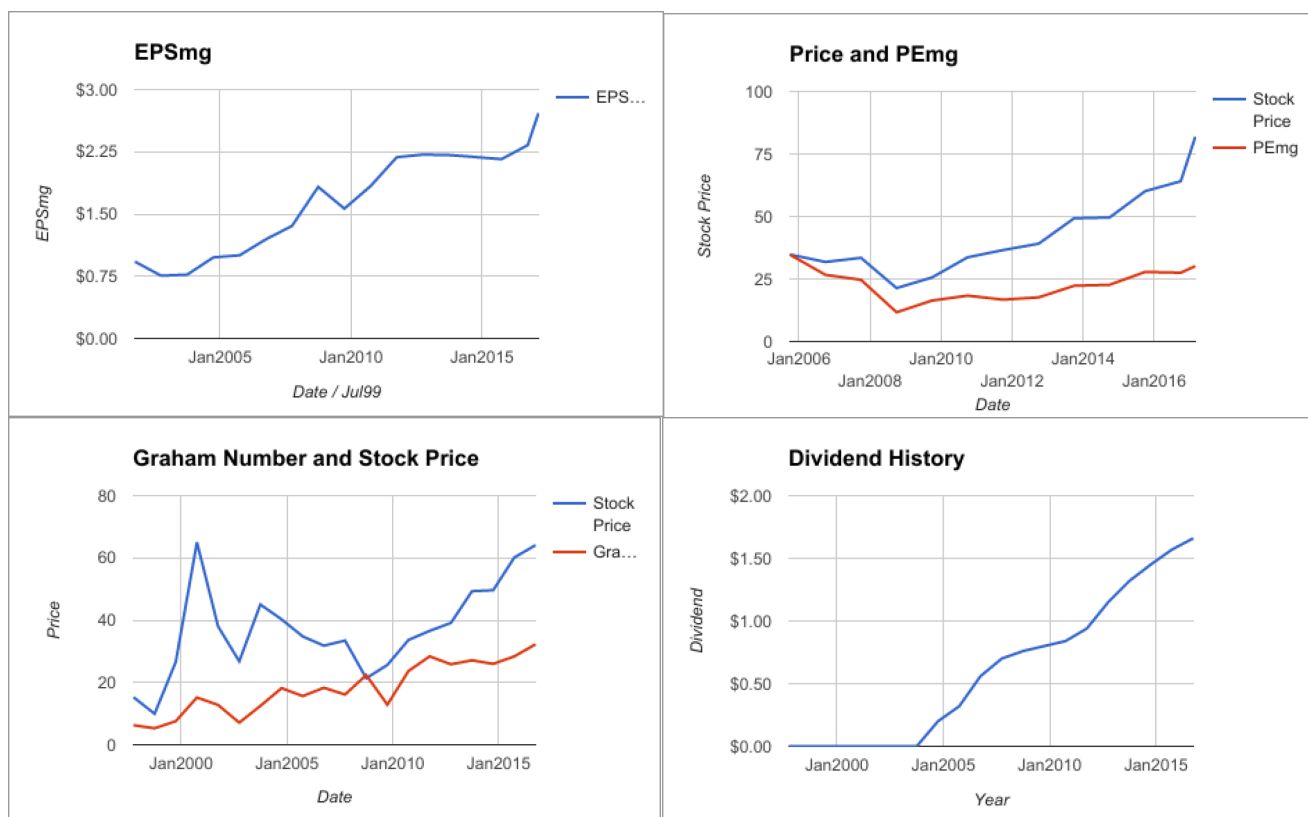 EPSmg
$3.00
$2.25
$1.50
$0.75
$0.00
EPSmg
EPS…
Jan2005
Jan2010
Jan2015
Date / Jul99
Price and PEmg
100
75
50
25
0
Stock Price
Stock
Price
PEmg
Jan2006
Jan2008
Jan2010
Jan2012
Jan2014
Jan2016
Date
Graham Number and Stock Price
80
60
40
20
0
Price
Stock
Price
Gra…
Jan2000
Jan2005
Jan2010
Jan2015
Date
Dividend History
$2.00
$1.50
$1.00
$0.50
$0.00
Dividend
Jan2000
Jan2005
Jan2010
Jan2015
Year